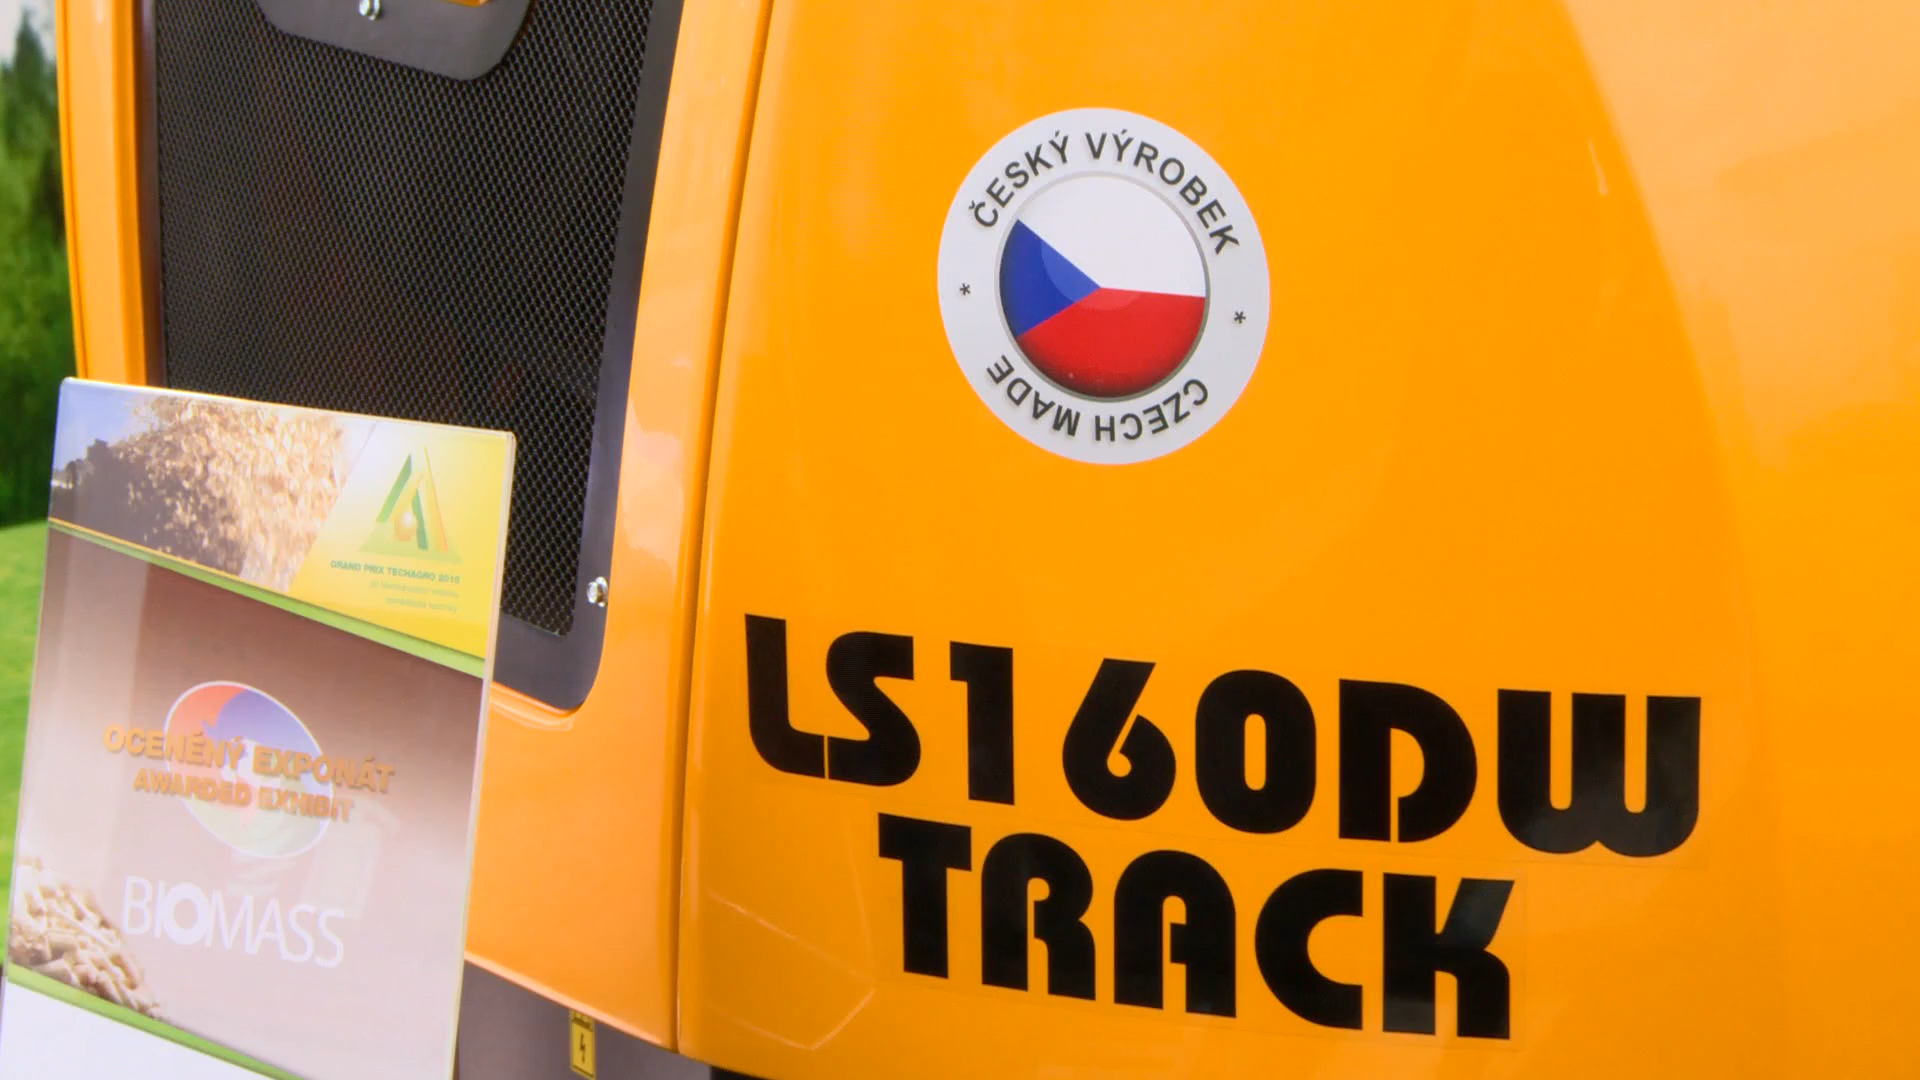 ČESKÝ VÝROBEK
* *
CZECH MADE
LS160DW
TRACK
GRAND PRIX TECHAGRO 2016
OCENĚNÝ EXPONÁT
AWARDED EXHIBIT
BIOMASS